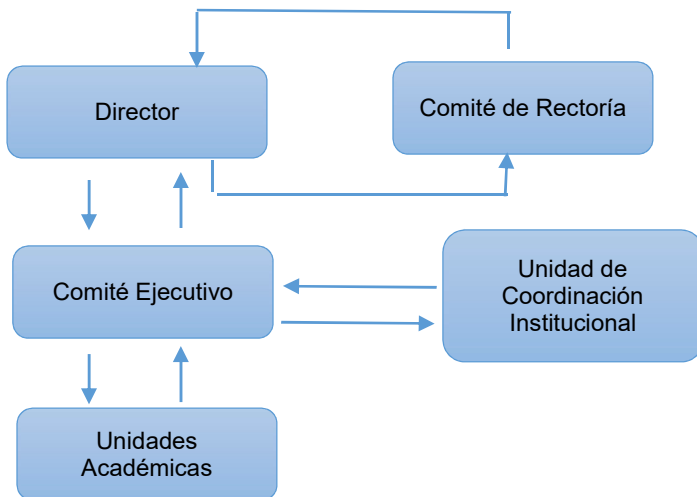 Director
Comité de Rectoría
Comité Ejecutivo
Unidad de
Coordinación
Institucional
Unidades
Académicas